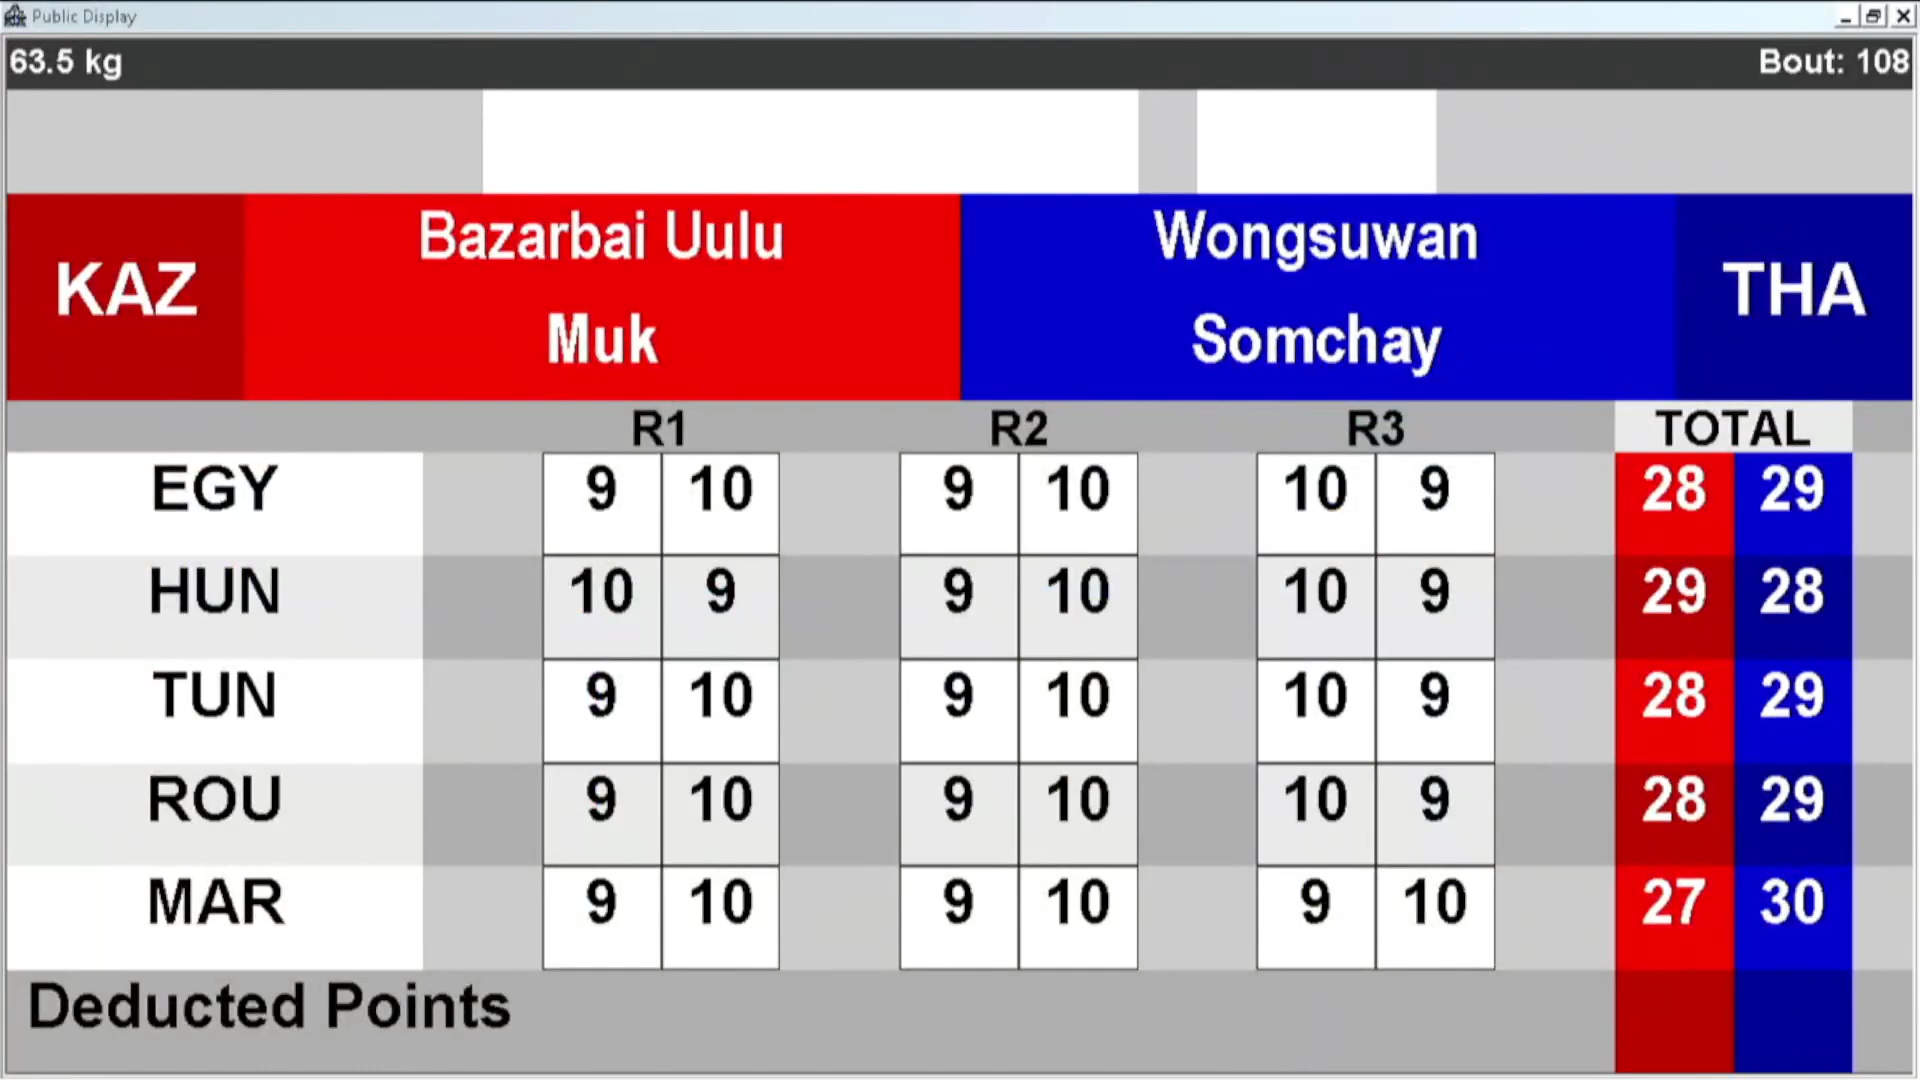 Public Display
63.5 kg Bout: 108
KAZ Bazarbai Uulu Muk Wongsuwan Somchay THA
R1 R2 R3 TOTAL
EGY 9 10 9 10 10 9 28 29
HUN 10 9 9 10 10 9 29 28
TUN 9 10 9 10 10 9 28 29
ROU 9 10 9 10 10 9 28 29
MAR 9 10 9 10 9 10 27 30
Deducted Points